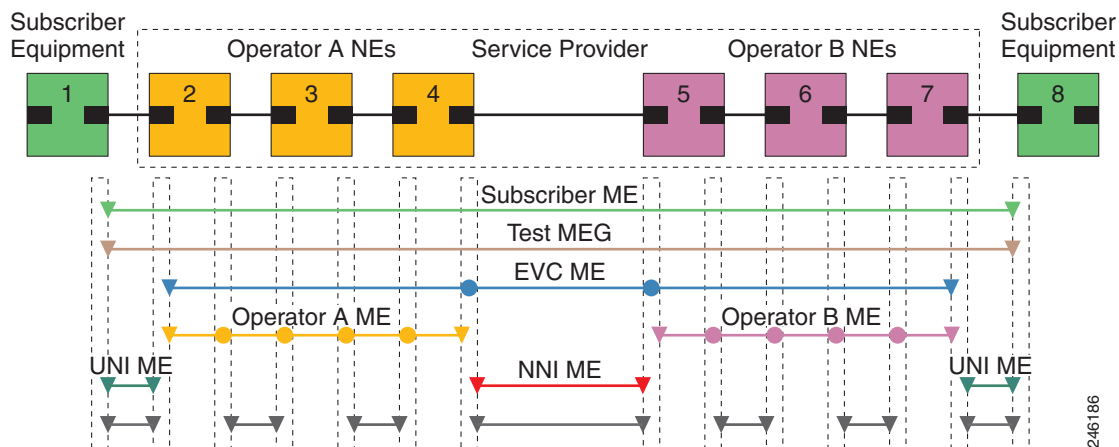 Subscriber
Equipment
Operator A NEs
Service Provider
Operator B NEs
Subscriber
Equipment
1
2
3
4
5
6
7
8
Subscriber ME
Test MEG
EVC ME
Operator A ME
Operator B ME
UNI ME
NNI ME
UNI ME
246186